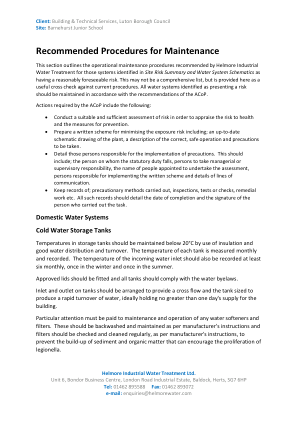 Client: Building & Technical Services, Luton Borough Council
Site: Barnehurst Junior School
Recommended Procedures for Maintenance
This section outlines the operational maintenance procedures recommended by Helmore Industrial
Water Treatment for those systems identified in Site Risk Summary and Water System Schematics as
having a reasonably foreseeable risk. This may not be a comprehensive list, but is provided here as a
useful cross check against current procedures. All water systems identified as presenting a risk
should be maintained in accordance with the recommendations of the ACoP.
Actions required by the ACoP include the following:
• Conduct a suitable and sufficient assessment of risk in order to appraise the risk to health
and the measures for prevention.
• Prepare a written scheme for minimising the exposure risk including; an up-to-date
schematic drawing of the plant, a description of the correct, safe operation and precautions
to be taken.
• Detail those persons responsible for the implementation of precautions. This should
include; the person on whom the statutory duty falls, persons to take managerial or
supervisory responsibility, the name of people appointed to undertake the assessment,
persons responsible for implementing the written scheme and details of lines of
communication.
• Keep records of; precautionary methods carried out, inspections, tests or checks, remedial
work etc. All such records should detail the date of completion and the signature of the
person who carried out the task.
Domestic Water Systems
Cold Water Storage Tanks
Temperatures in storage tanks should be maintained below 20°C by use of insulation and
good water distribution and turnover. The temperature of each tank is measured monthly
and recorded. The temperature of the incoming water inlet should also be recorded at least
six monthly, once in the winter and once in the summer.
Approved lids should be fitted and all tanks should comply with the water byelaws.
Inlet and outlet on tanks should be arranged to provide a cross flow and the tank sized to
produce a rapid turnover of water, ideally holding no greater than one day's supply for the
building.
Particular attention must be paid to maintenance and operation of any water softeners and
filters. These should be backwashed and maintained as per manufacturer's instructions and
filters should be checked and cleaned regularly, as per manufacturer's instructions, to
prevent the build-up of sediment and organic matter that can encourage the proliferation of
legionella.
Helmore Industrial Water Treatment Ltd.
Unit 6, Bondor Business Centre, London Road Industrial Estate, Baldock, Herts, SG7 6HP
Tel: 01462 895588 Fax: 01462 893072
e-mail: enquiries@helmorewater.com